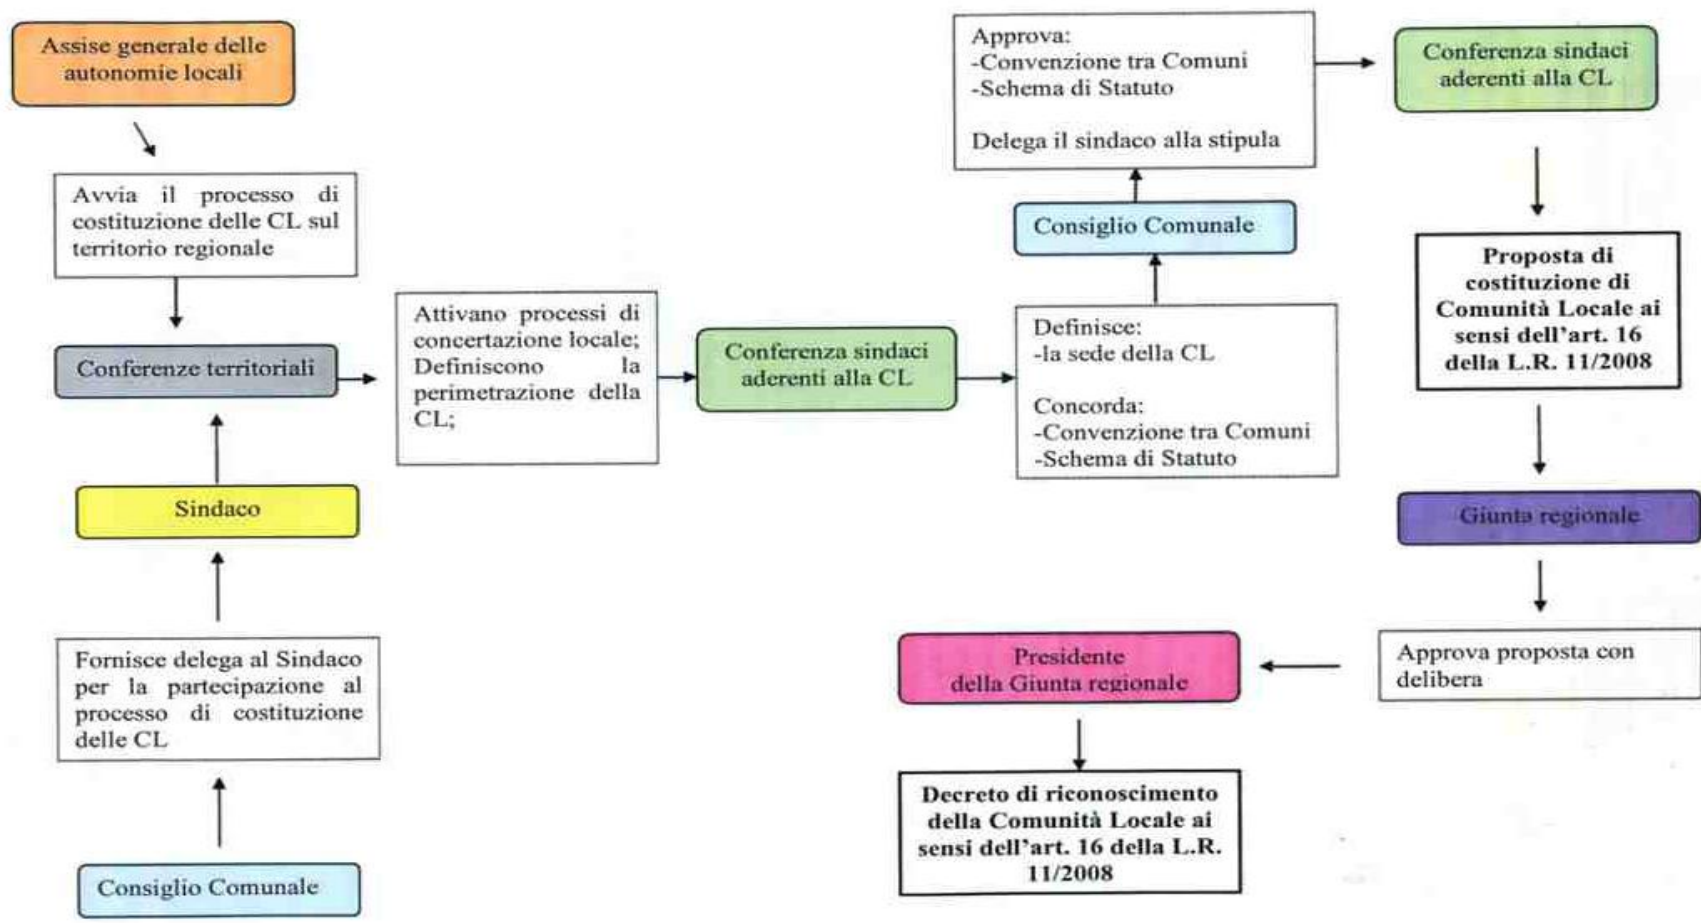 Assise generale delle
autonomie locali
Avvia il processo di
costituzione delle CL sul
territorio regionale
Conferenze territoriali
Sindaco
Fornisce delega al Sindaco
per la partecipazione al
processo di costituzione
delle CL
Consiglio Comunale
Attivano processi di
concertazione locale;
Definiscono la
perimetrazione della
CL;
Conferenza sindaci
aderenti alla CL
Definisce:
-la sede della CL
Concorda:
-Convenzione tra Comuni
-Schema di Statuto
Consiglio Comunale
Approva:
-Convenzione tra Comuni
-Schema di Statuto
Delega il sindaco alla stipula
Conferenza sindaci
aderenti alla CL
Proposta di
costituzione di
Comunità Locale ai
sensi dell'art. 16
della L.R. 11/2008
Giunta regionale
Approva proposta con
delibera
Presidente
della Giunta regionale
Decreto di riconoscimento
della Comunità Locale ai
sensi dell'art. 16 della L.R.
11/2008